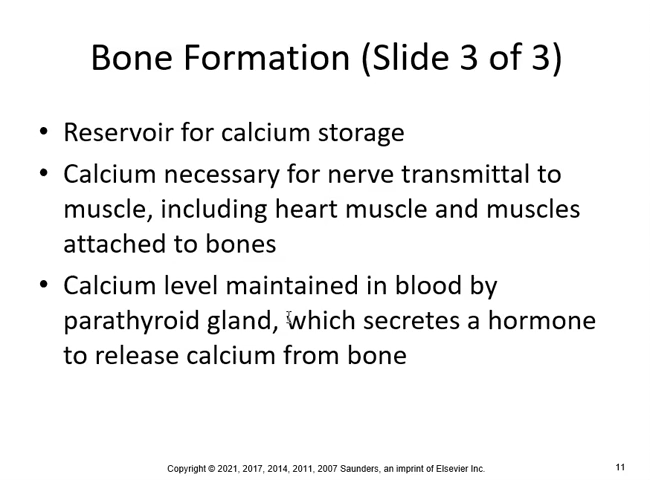 Bone Formation (Slide 3 of 3)
• Reservoir for calcium storage
• Calcium necessary for nerve transmittal to
muscle, including heart muscle and muscles
attached to bones
• Calcium level maintained in blood by
parathyroid gland, which secretes a hormone
to release calcium from bone
Copyright © 2021, 2017, 2014, 2011, 2007 Saunders, an imprint of Elsevier Inc.
11